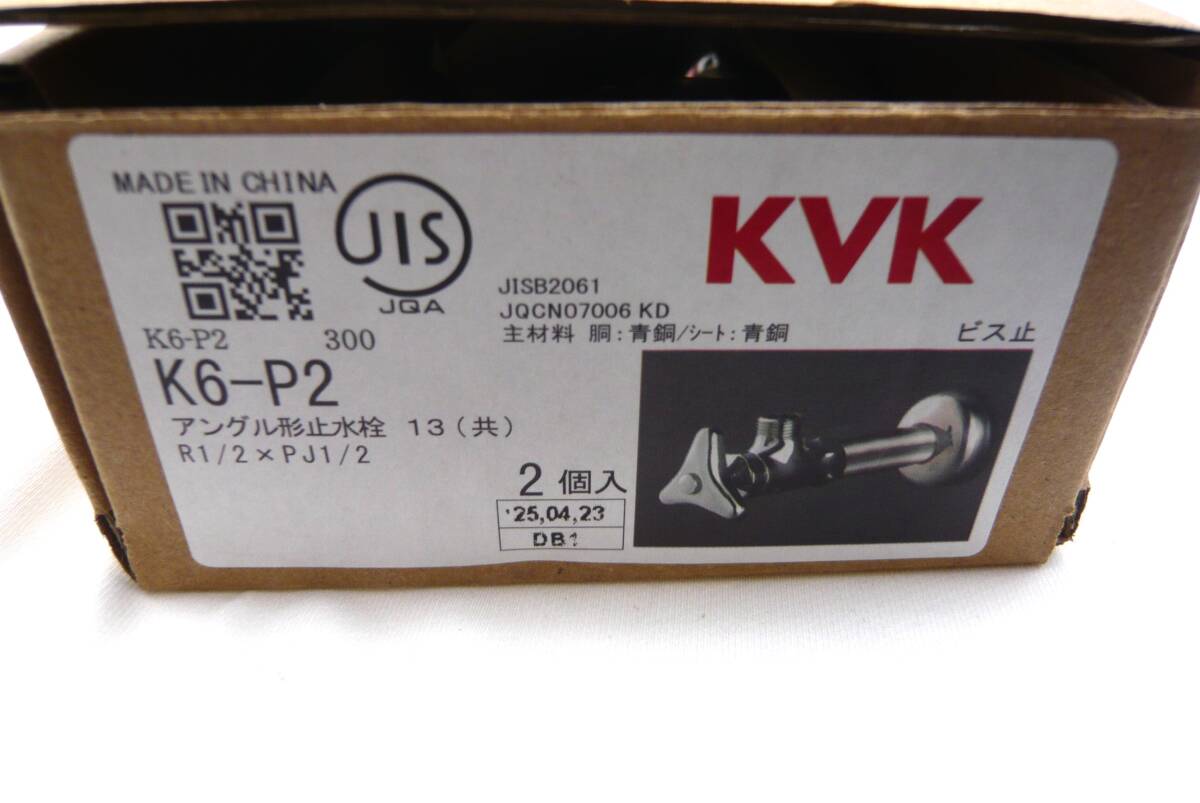 MADE IN CHINA
JIS
JQA
KVK
JISB2061
JQCN07006 KD
主材料 胴:青銅/シート:青銅
ビス止
K6-P2 300
K6-P2
アングル形止水栓 13(共)
R1/2×PJ1/2
2個入
'25,04,23
DB1